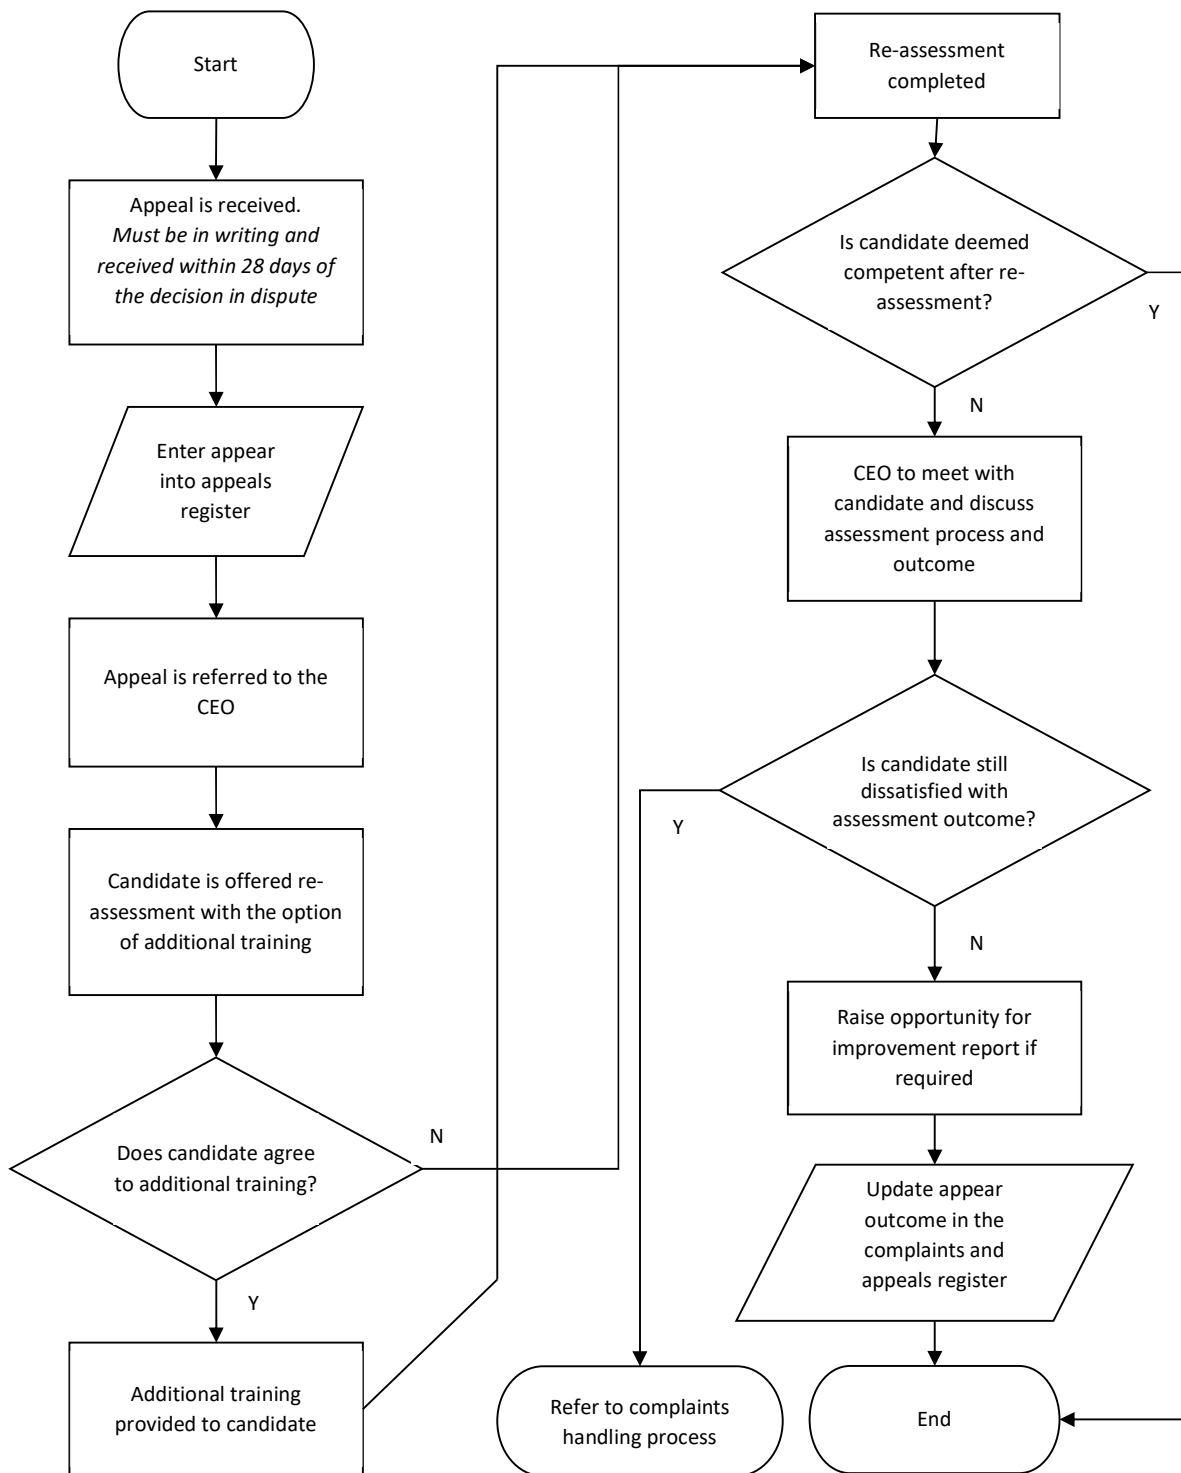 Start
Appeal is received.
Must be in writing and
received within 28 days of
the decision in dispute
Enter appear
into appeals
register
Appeal is referred to the
CEO
Candidate is offered re-
assessment with the option
of additional training
Does candidate agree
to additional training?
N
Y
Additional training
provided to candidate
Re-assessment
completed
Is candidate deemed
competent after re-
assessment?
Y
N
CEO to meet with
candidate and discuss
assessment process and
outcome
Is candidate still
dissatisfied with
assessment outcome?
Y
N
Raise opportunity for
improvement report if
required
Update appear
outcome in the
complaints and
appeals register
Refer to complaints
handling process
End